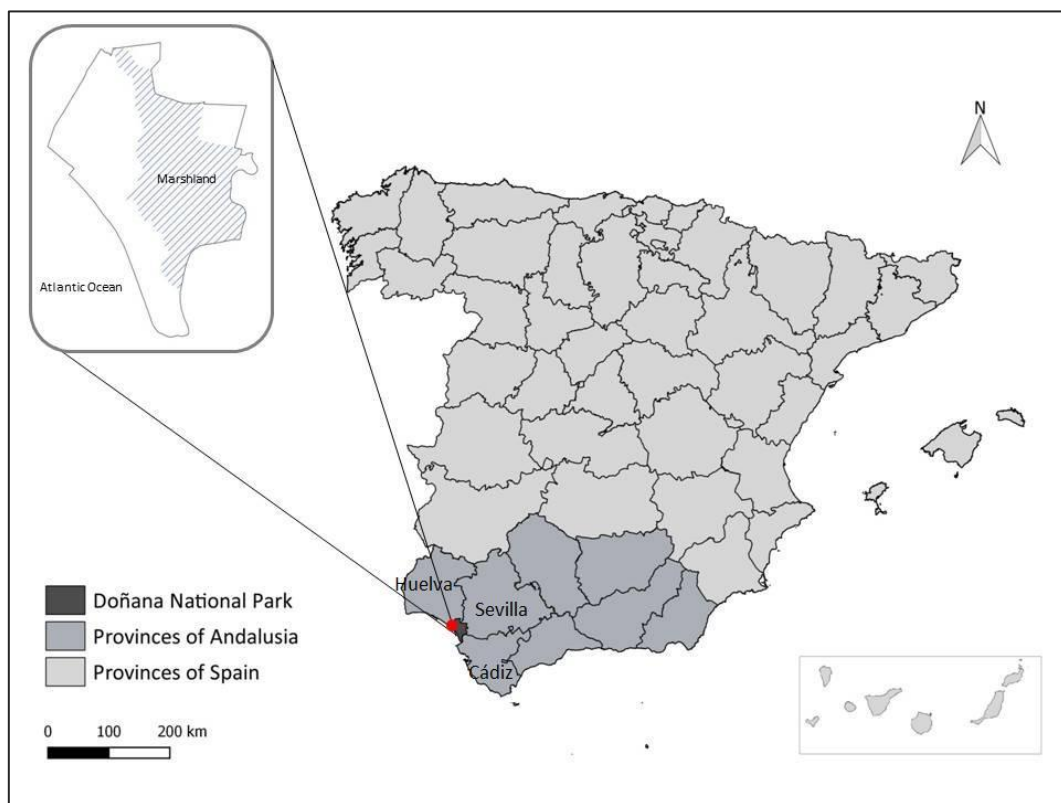 Marshland
Atlantic Ocean
N
Huelva
Sevilla
Cádiz
Doñana National Park
Provinces of Andalusia
Provinces of Spain
0 100 200 km